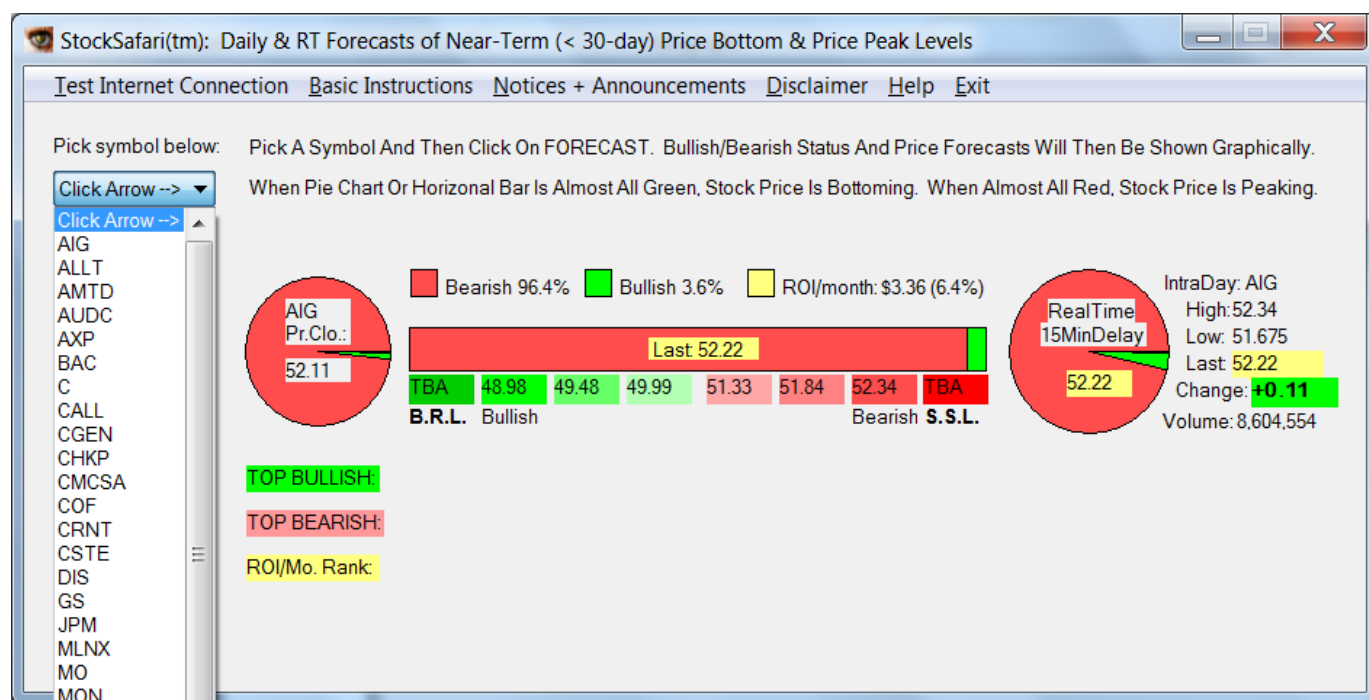 StockSafari(tm): Daily & RT Forecasts of Near-Term (< 30-day) Price Bottom & Price Peak Levels
Test Internet Connection Basic Instructions Notices + Announcements Disclaimer Help Exit
Pick symbol below:
Pick A Symbol And Then Click On FORECAST. Bullish/Bearish Status And Price Forecasts Will Then Be Shown Graphically.
When Pie Chart Or Horizonal Bar Is Almost All Green, Stock Price Is Bottoming. When Almost All Red, Stock Price Is Peaking.
Click Arrow -->
Click Arrow -->
AIG
ALLT
AMTD
AUDC
AXP
BAC
C
CALL
CGEN
CHKP
CMCSA
COF
CRNT
CSTE
DIS
GS
JPM
MLNX
MO
MON
AIG
Pr.Clo.:
52.11
Bearish 96.4% Bullish 3.6% ROI/month: $3.36 (6.4%)
Last: 52.22
TBA 48.98 49.48 49.99 51.33 51.84 52.34 TBA
B.R.L. Bullish Bearish S.S.L.
RealTime
15MinDelay
52.22
IntraDay: AIG
High: 52.34
Low: 51.675
Last: 52.22
Change: +0.11
Volume: 8,604,554
TOP BULLISH:
TOP BEARISH:
ROI/Mo. Rank: